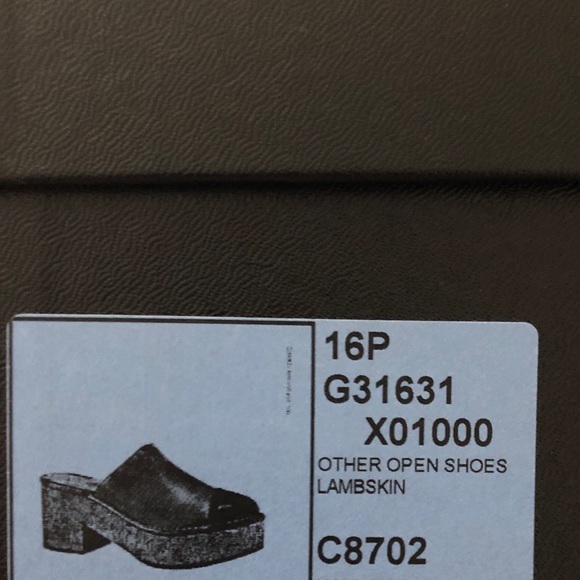 16P
G31631
X01000
OTHER OPEN SHOES
LAMBSKIN
C8702